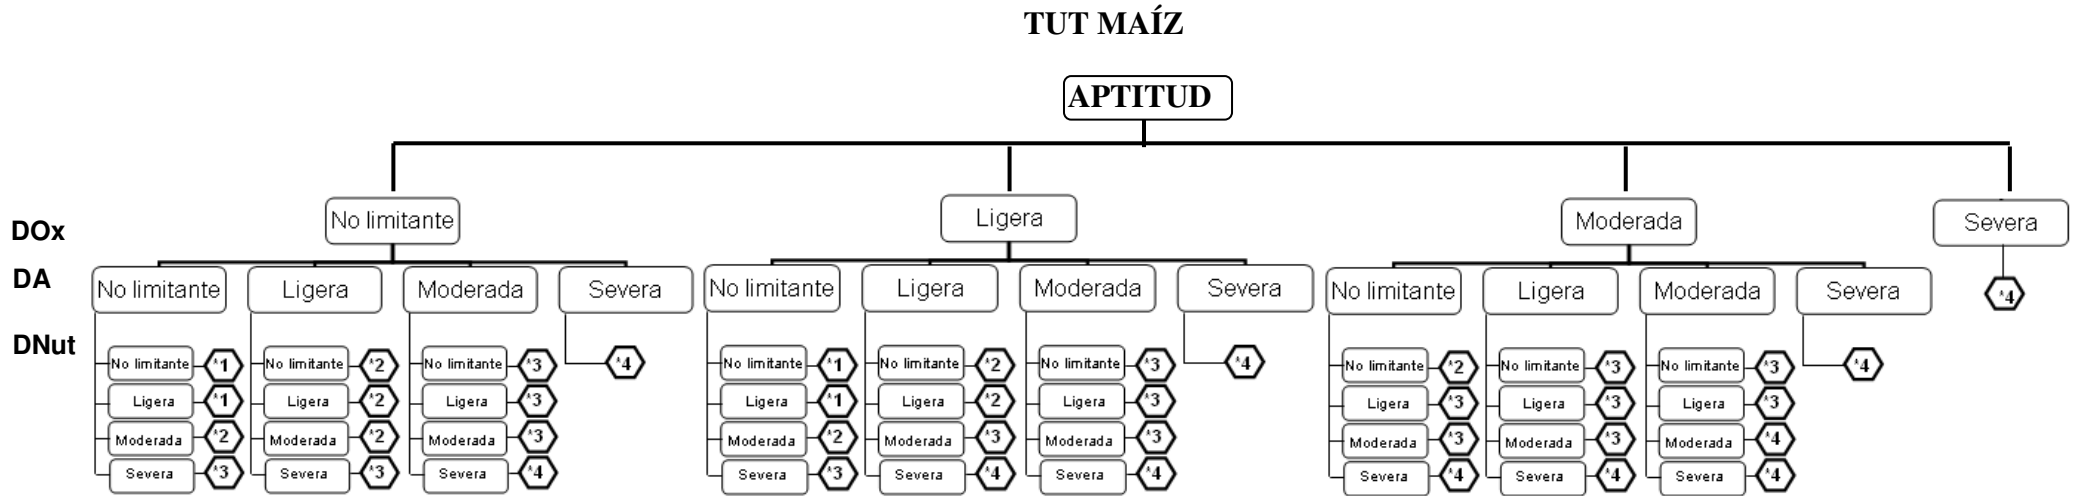 TUT MAÍZ
APTITUD
DOx
No limitante
Ligera
Moderada
Severa
DA
No limitante
Ligera
Moderada
Severa
No limitante
Ligera
Moderada
Severa
No limitante
Ligera
Moderada
Severa
*4
DNut
No limitante *1
No limitante *2
No limitante *3
*4
No limitante *1
No limitante *2
No limitante *3
*4
No limitante *2
No limitante *3
No limitante *3
*4
Ligera *1
Ligera *2
Ligera *3
Ligera *1
Ligera *2
Ligera *3
Ligera *3
Ligera *3
Ligera *3
Moderada *2
Moderada *2
Moderada *3
Moderada *2
Moderada *3
Moderada *3
Moderada *3
Moderada *3
Moderada *4
Severa *3
Severa *3
Severa *4
Severa *3
Severa *4
Severa *4
Severa *4
Severa *4
Severa *4